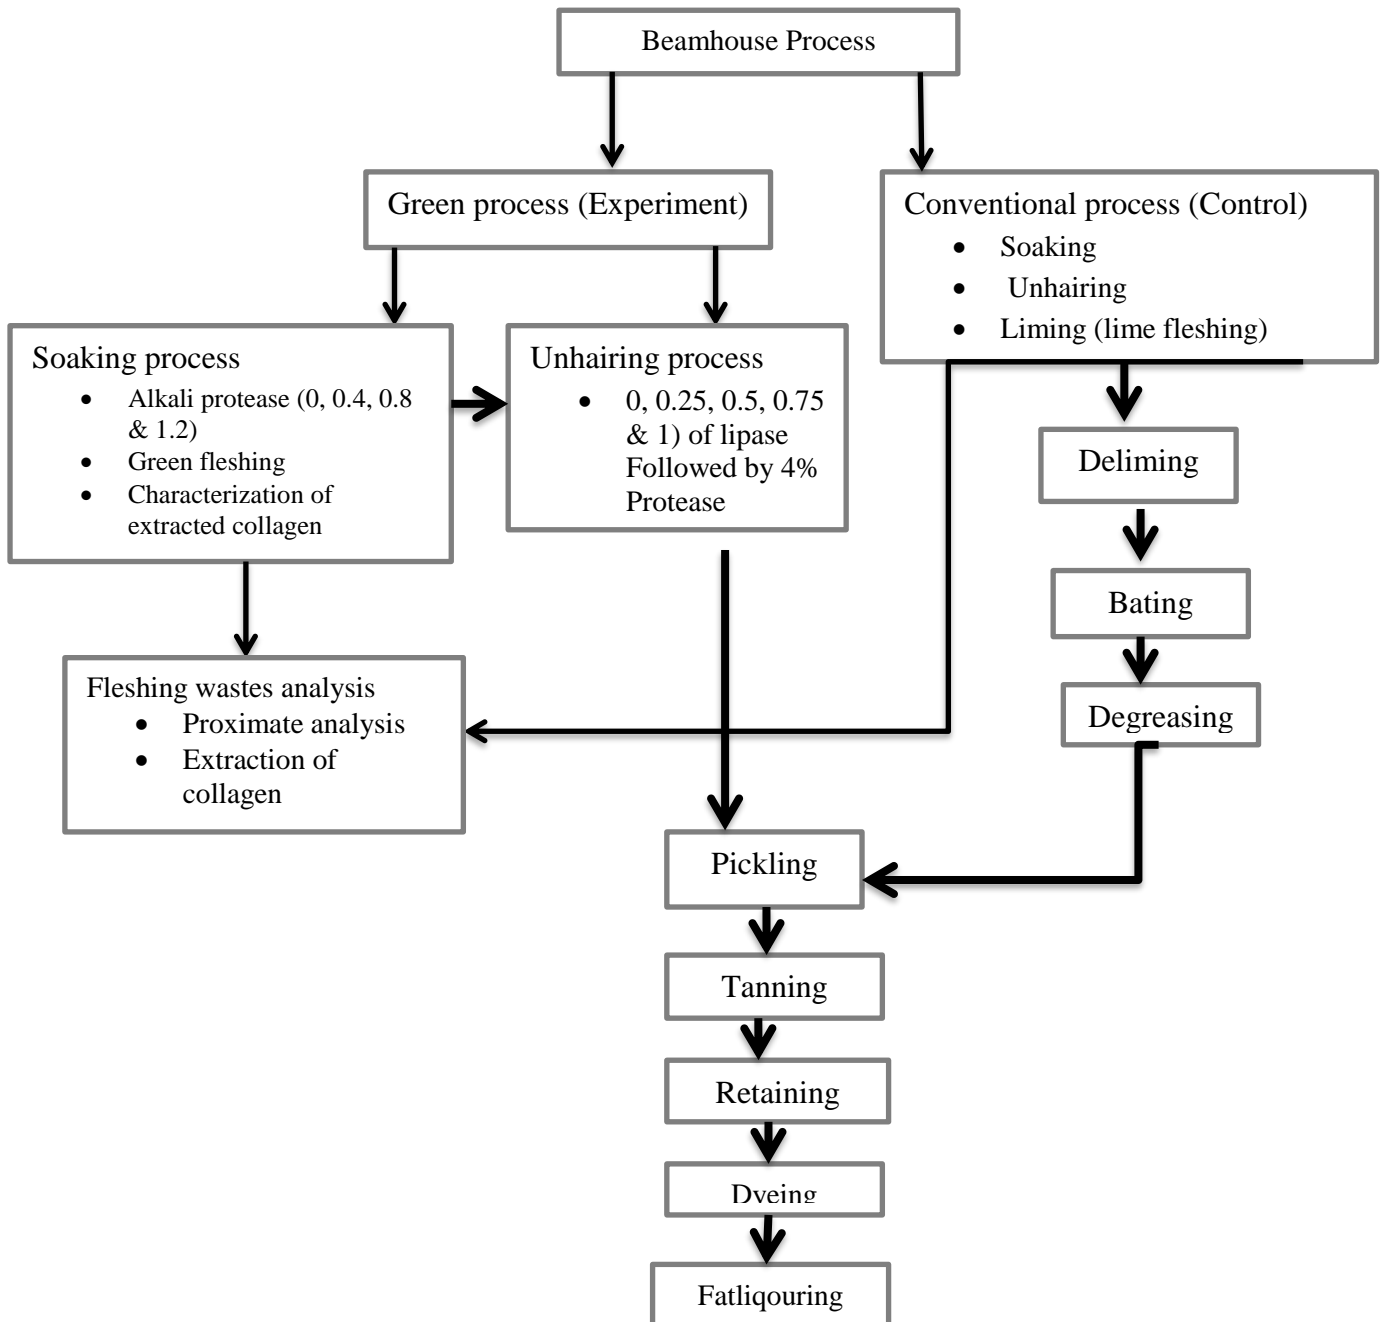 Beamhouse Process
Green process (Experiment)
Conventional process (Control)
• Soaking
• Unhairing
• Liming (lime fleshing)
Soaking process
• Alkali protease (0, 0.4, 0.8
& 1.2)
• Green fleshing
• Characterization of
extracted collagen
Unhairing process
• 0, 0.25, 0.5, 0.75
& 1) of lipase
Followed by 4%
Protease
Deliming
Bating
Fleshing wastes analysis
• Proximate analysis
• Extraction of
collagen
Degreasing
Pickling
Tanning
Retaining
Dyeing
Fatliqouring